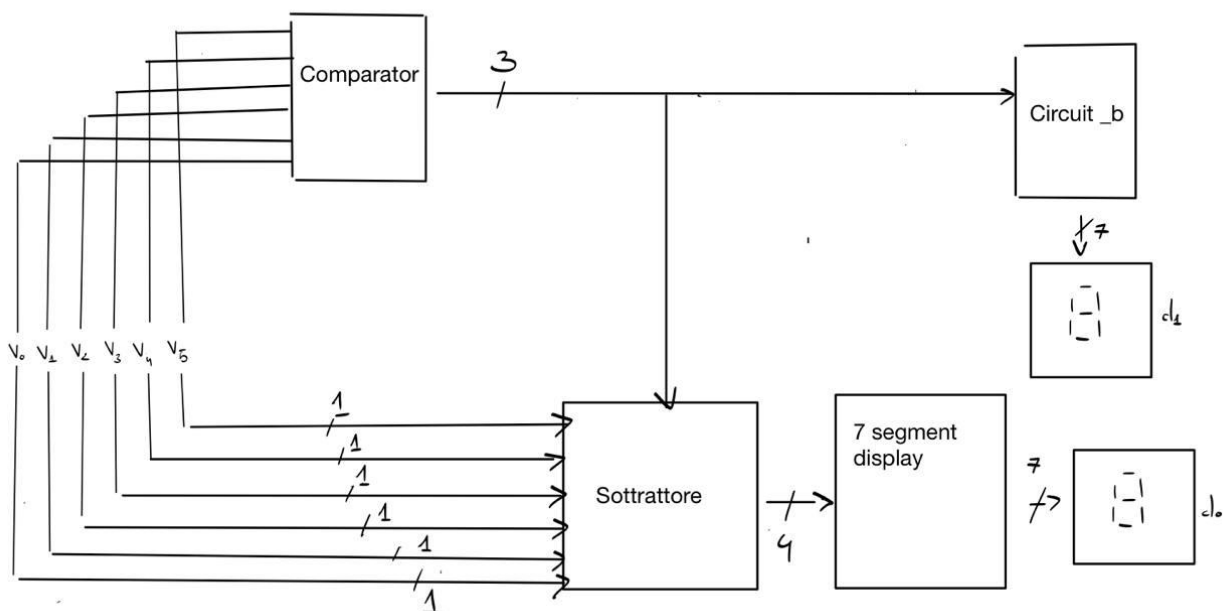 Comparator
3
Circuit _b
7
d₁
V₀ V₁ V₂ V₃ V₄ V₅
1
1
1
1
1
1
Sottrattore
4
7 segment
display
7
d₀